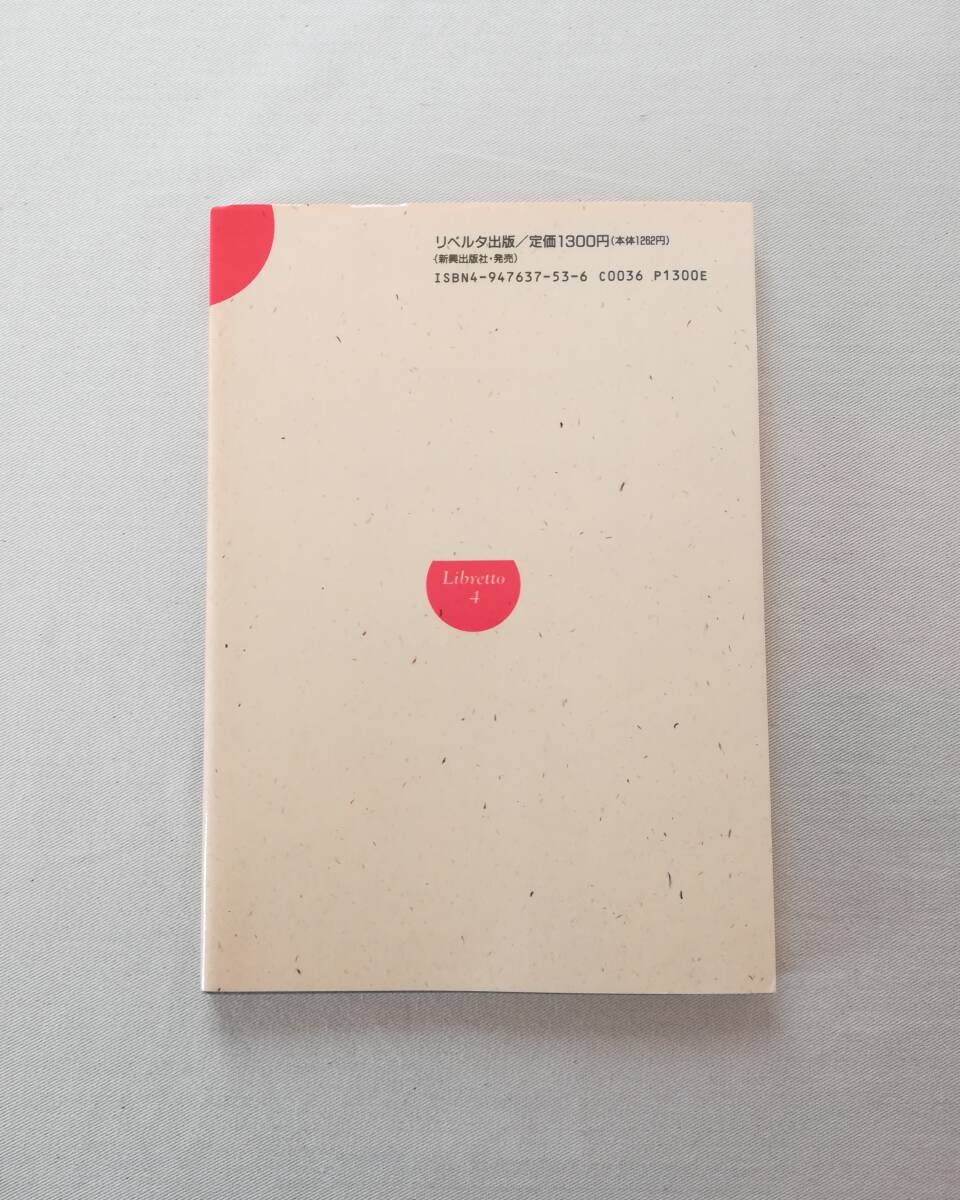 リベルタ出版／定価1300円(本体1262円)
(新興出版社・発売)
ISBN4-947637-53-6 C0036 P1300E
Libretto
4